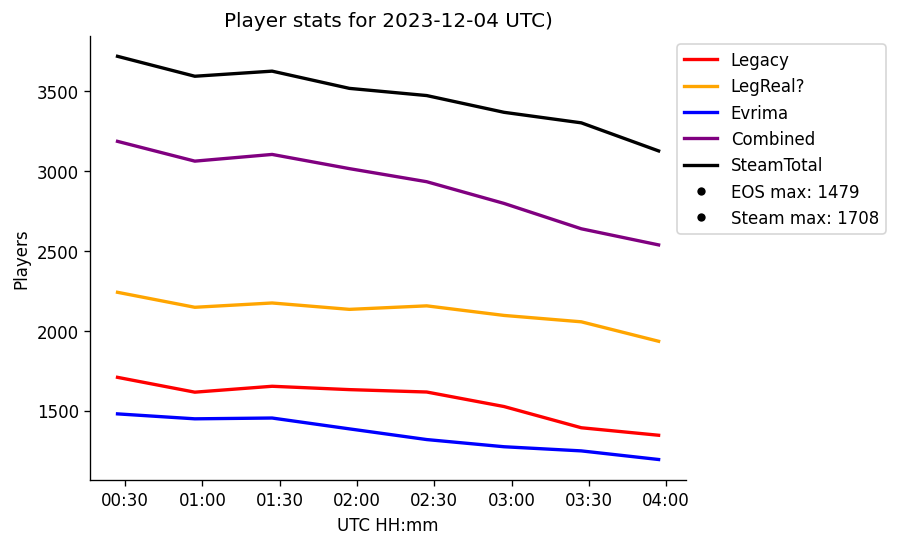 Player stats for 2023-12-04 UTC)
Legacy
LegReal?
Evrima
Combined
SteamTotal
EOS max: 1479
Steam max: 1708
Players
3500
3000
2500
2000
1500
00:30 01:00 01:30 02:00 02:30 03:00 03:30 04:00
UTC HH:mm